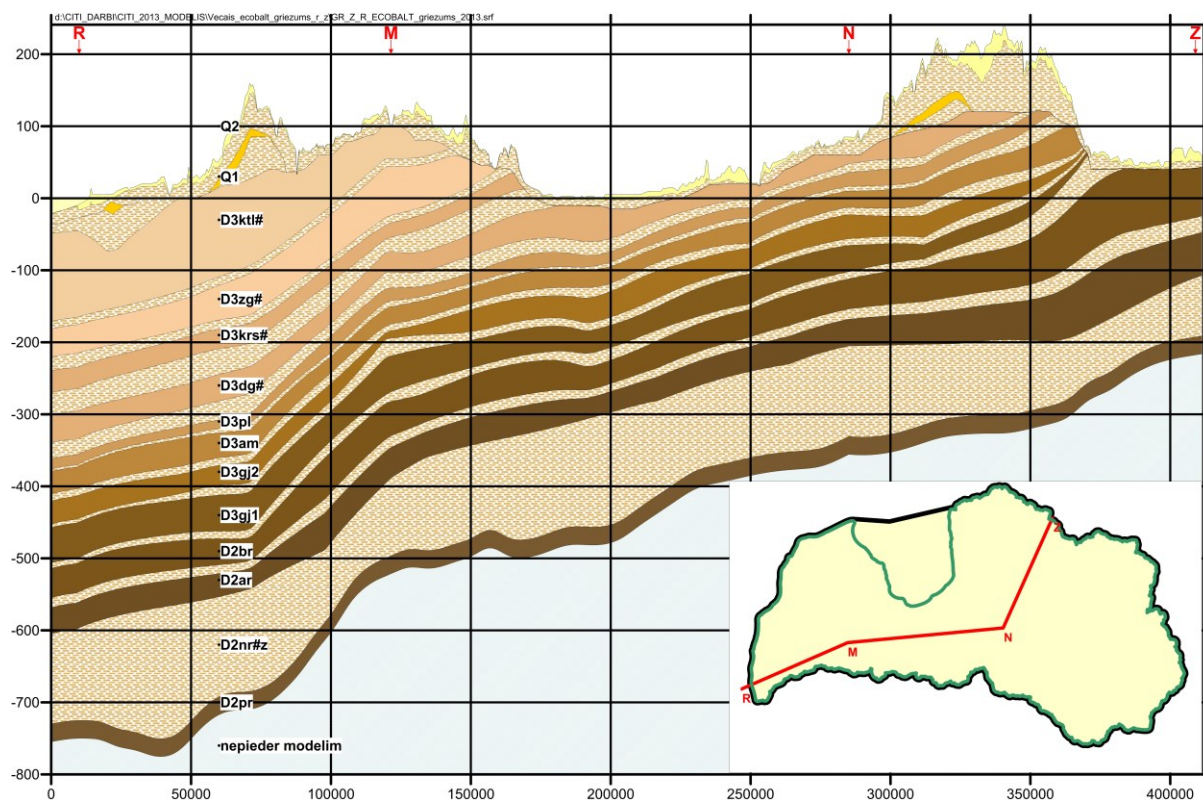 d:\CITI_DARBI\CITI_2013_MODELIS\Vecais_ecobalt_griezums_r_z\GR_Z_R_ECOBALT_griezums_2013.srf
R M N Z
200
100
0
-100
-200
-300
-400
-500
-600
-700
-800
Q2
Q1
D3ktl#
D3zg#
D3krs#
D3dg#
D3pl
D3am
D3gj2
D3gj1
D2br
D2ar
D2nr#z
D2pr
nepieder modelim
Z
N
M
R
0 50000 100000 150000 200000 250000 300000 350000 400000